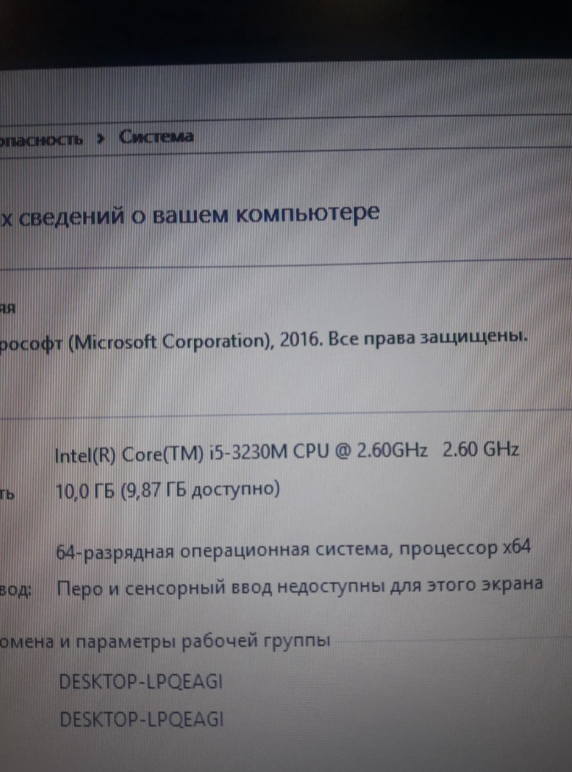 опасность > Система
х сведений о вашем компьютере
ая
рософт (Microsoft Corporation), 2016. Все права защищены.
Intel(R) Core(TM) i5-3230M CPU @ 2.60GHz 2.60 GHz
ть 10,0 ГБ (9,87 ГБ доступно)
64-разрядная операционная система, процессор x64
вод: Перо и сенсорный ввод недоступны для этого экрана
омена и параметры рабочей группы
DESKTOP-LPQEAGI
DESKTOP-LPQEAGI